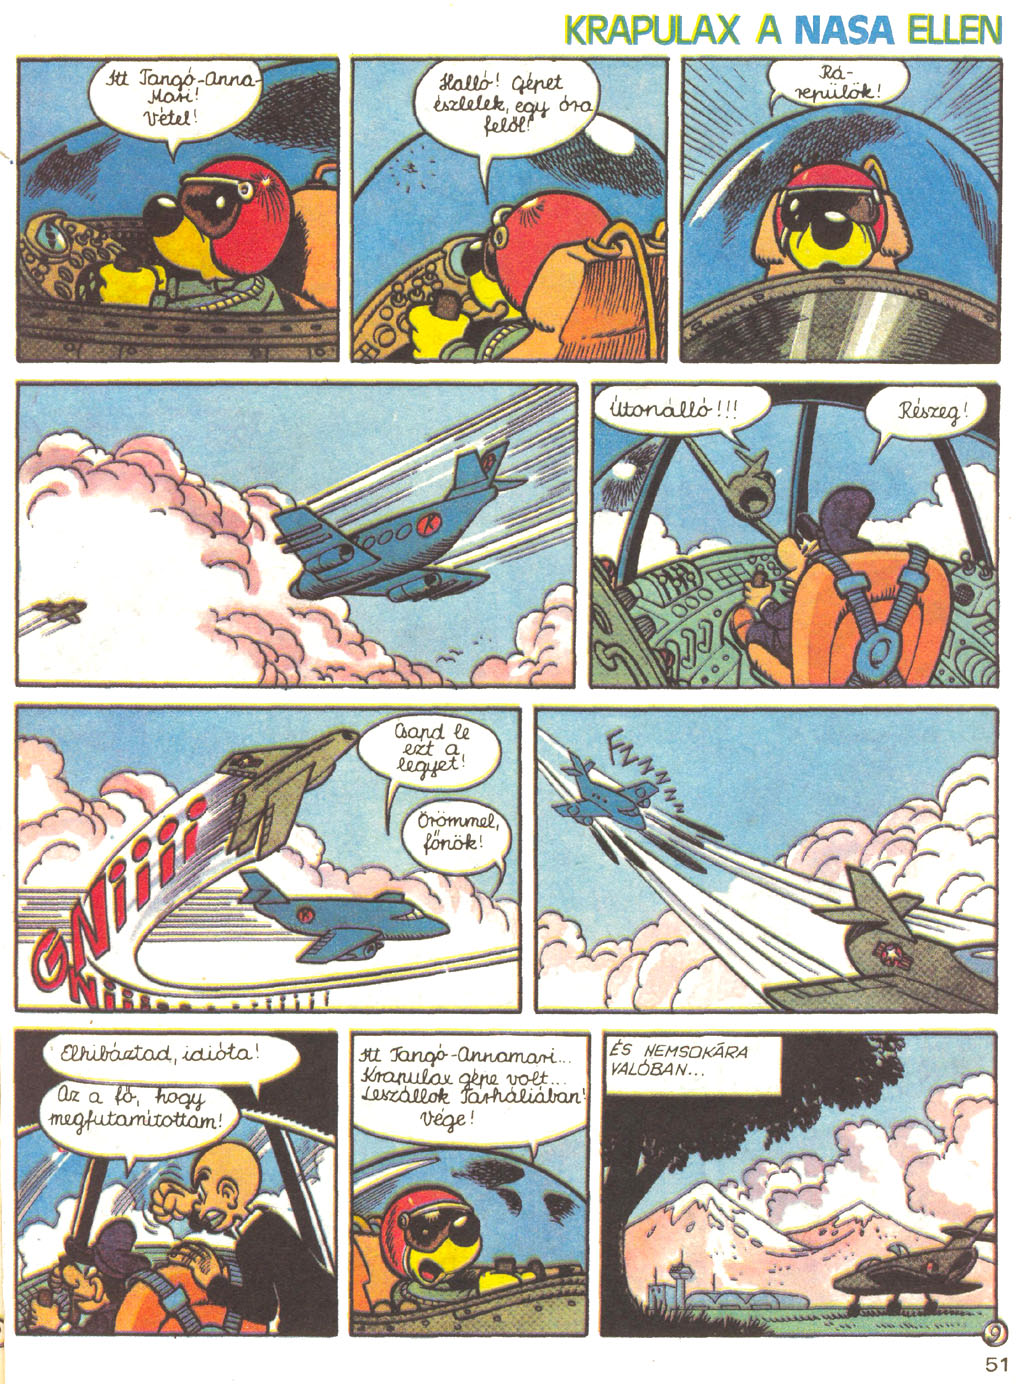 KRAPULAX A NASA ELLEN
Itt Tangó-Anna-
Mari!
Vétel!
Halló! Gépet
észlelek, egy óra
felől!
Rá-
repülök!
K
Útonálló!!!
Részeg!
Csapd le
ezt a
legyet!
Örömmel,
főnök!
GNiiiii
K
Elhibáztad, idióta!
Az a fő, hogy
megfutamítottam!
Itt Tangó-Annamari...
Krapulax gépe volt...
Leszállok Tarháliában!
Vége!
ÉS NEMSOKÁRA
VALÓBAN...
9
51